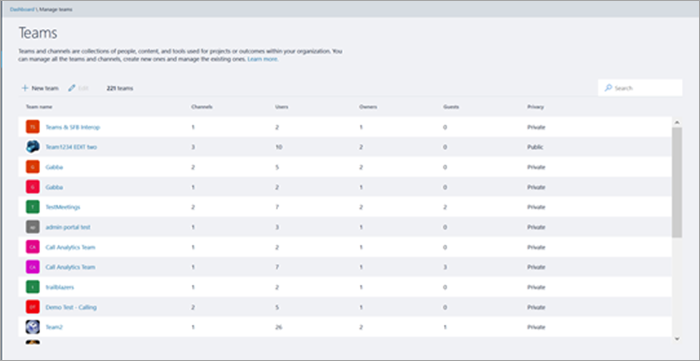 Dashboard \ Manage teams
Teams
Teams and channels are collections of people, content, and tools used for projects or outcomes within your organization. You
can manage all the teams and channels, create new ones and manage the existing ones. Learn more.
+ New team Edit 221 teams Search
Team name Channels Users Owners Guests Privacy
TS Teams & SFB Interop 1 2 1 0 Private
Team123# EDIT two 3 10 2 0 Public
G Gabba 2 5 2 0 Private
G Gabba 1 2 1 0 Private
T TestMeetings 2 7 2 2 Private
admin portal test 1 3 1 0 Private
CA Call Analytics Team 1 2 1 0 Private
CA Call Analytics Team 1 7 1 3 Private
trailblazers 1 2 1 0 Private
DT Demo Test - Calling 2 5 1 0 Private
Team2 1 26 2 1 Private